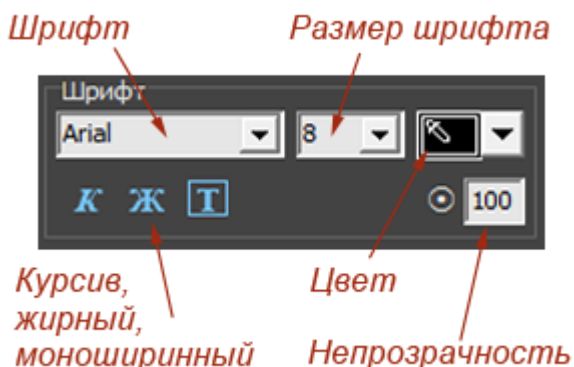 Шрифт
Размер шрифта
Шрифт
Arial
8
К Ж T
100
Курсив,
жирный,
моноширинный
Цвет
Непрозрачность